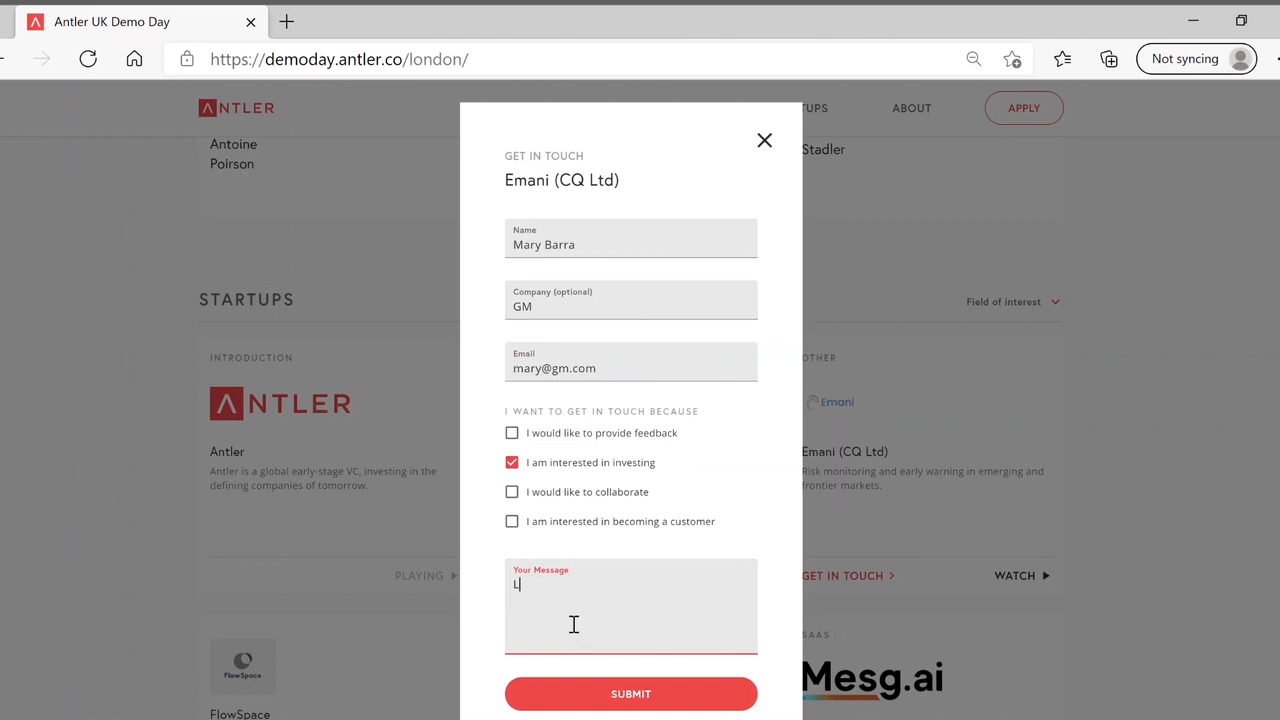 Antler UK Demo Day
https://demoday.antler.co/london/
Not syncing
ANTLER
TUPS
ABOUT
APPLY
Antoine
Poirson
Stadler
GET IN TOUCH
Emani (CQ Ltd)
Name
Mary Barra
Company (optional)
GM
Email
mary@gm.com
I WANT TO GET IN TOUCH BECAUSE
I would like to provide feedback
I am interested in investing
I would like to collaborate
I am interested in becoming a customer
Your Message
L
SUBMIT
STARTUPS
Field of interest
INTRODUCTION
ANTLER
Antler
Antler is a global early-stage VC, investing in the
defining companies of tomorrow.
PLAYING
OTHER
Emani
Emani (CQ Ltd)
Risk monitoring and early warning in emerging and
frontier markets.
GET IN TOUCH
WATCH
FlowSpace
FlowSpace
SAAS
Mesg.ai